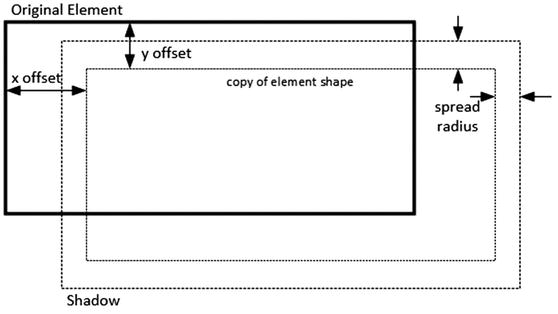 Original Element
y offset
x offset
copy of element shape
spread
radius
Shadow